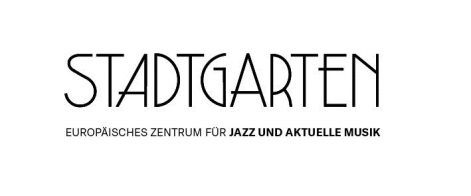 STADTGARTEN
EUROPÄISCHES ZENTRUM FÜR JAZZ UND AKTUELLE MUSIK